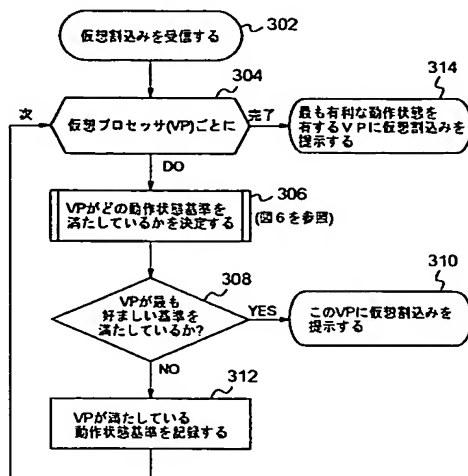 仮想割込みを受信する
302
304
314
次
仮想プロセッサ(VP)ごとに
完了
最も有利な動作状態を
有するVPに仮想割込みを
提示する
DO
306
VPがどの動作状態基準を
満たしているかを決定する
(図6を参照)
308
310
VPが最も
好ましい基準を
満たしているか?
YES
このVPに仮想割込みを
提示する
NO
312
VPが満たしている
動作状態基準を記録する